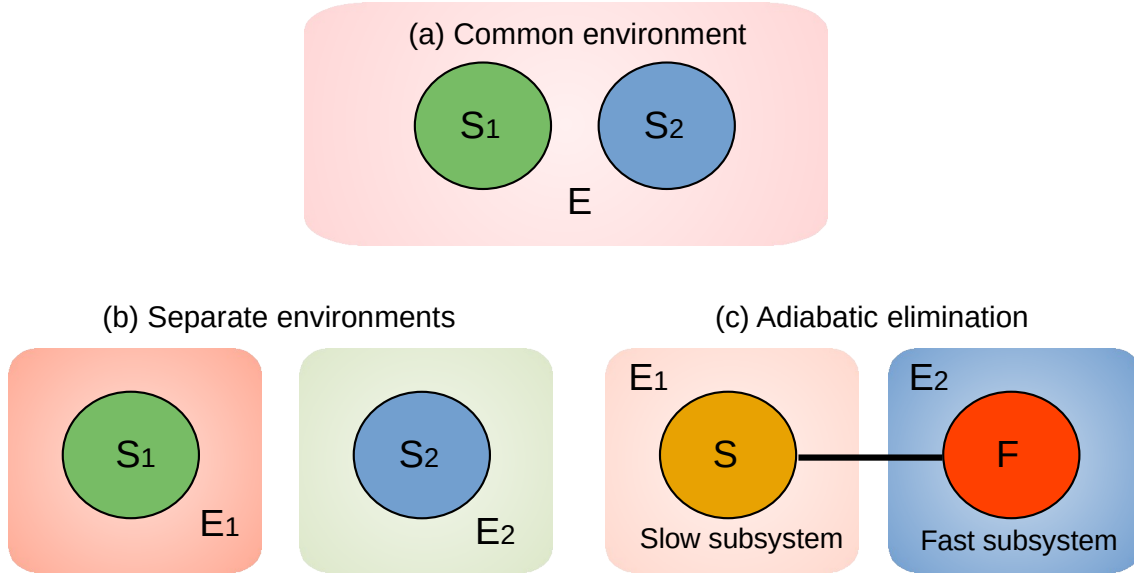 (a) Common environment
S1 S2
E
(b) Separate environments
(c) Adiabatic elimination
S1
E1
S2
E2
E1
S
Slow subsystem
E2
F
Fast subsystem